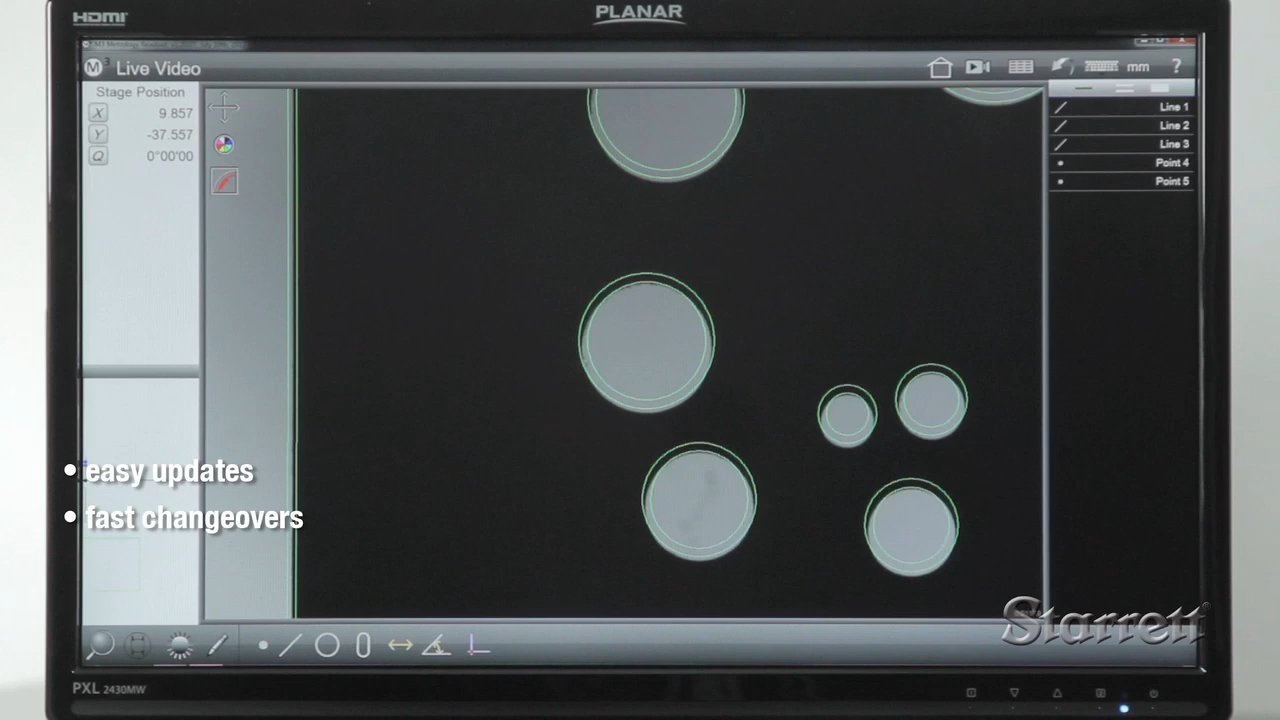 HDMI
PLANAR
M3 Live Video
mm
?
Stage Position
X 9.857
Y -37.557
Q 0°00'00
Line 1
Line 2
Line 3
Point 4
Point 5
• easy updates
• fast changeovers
Starrett®
PXL 2430MW